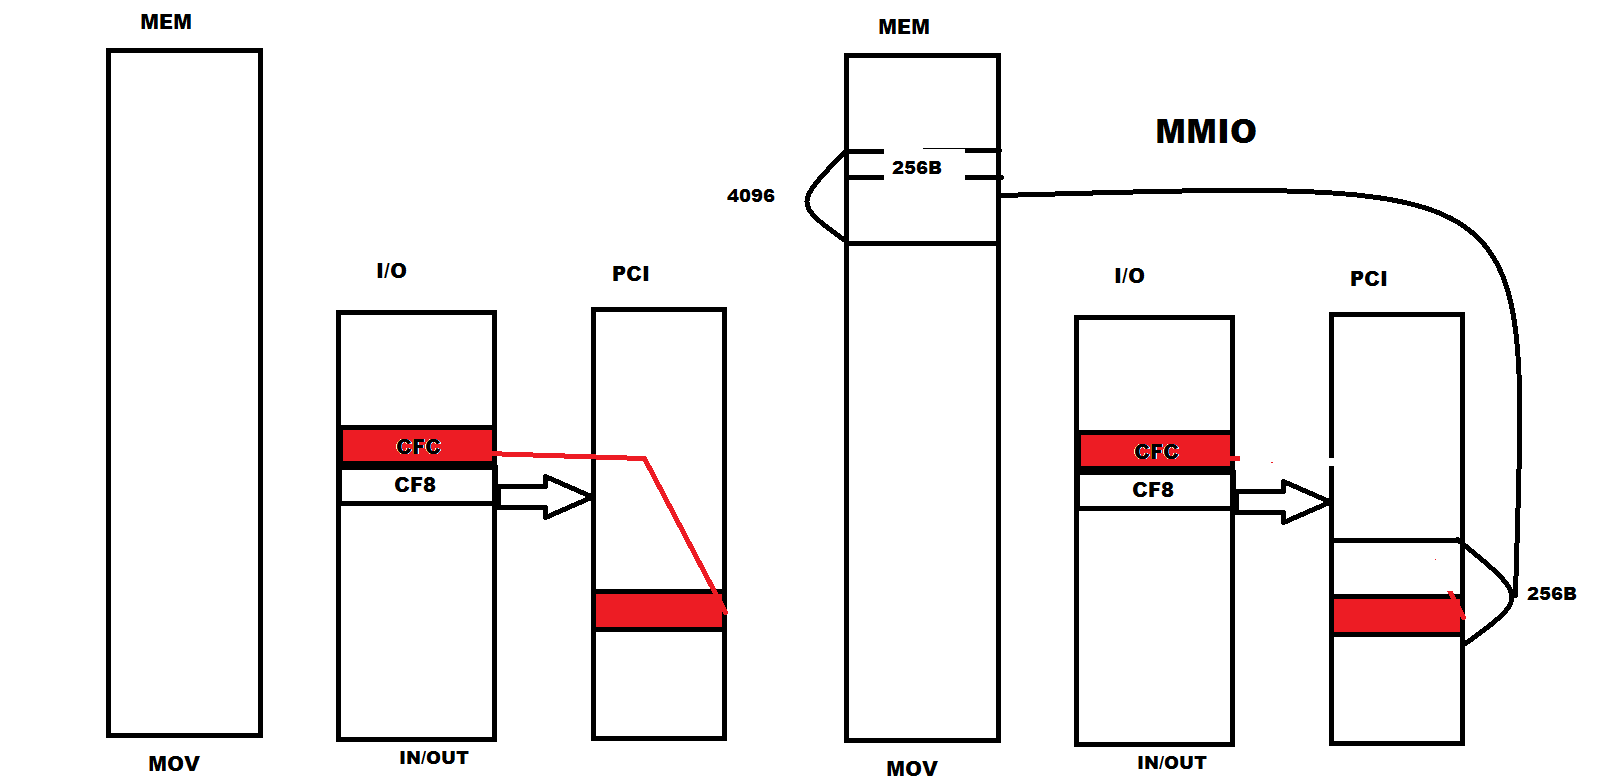 MEM
MOV
I/O
CFC
CF8
IN/OUT
PCI
MEM
4096
256B
MOV
MMIO
I/O
CFC
CF8
IN/OUT
PCI
256B